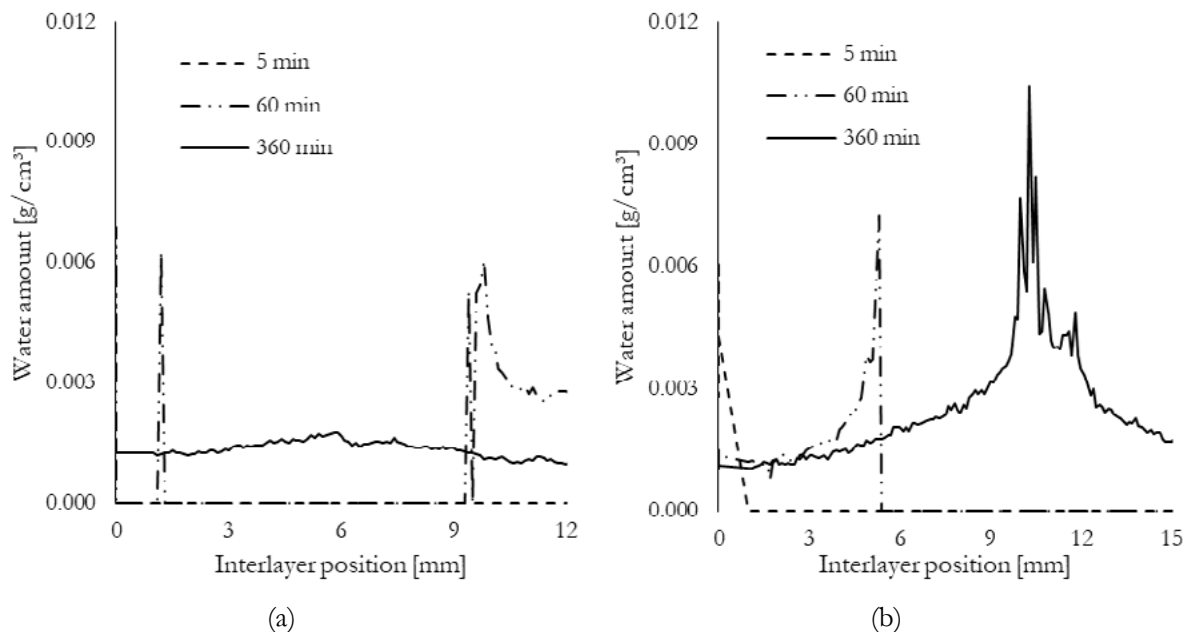 0.012
0.009
0.006
0.003
0.000
Water amount [g/cm³]
5 min
60 min
360 min
0
3
6
9
12
Interlayer position [mm]
(a)
0.012
0.009
0.006
0.003
0.000
Water amount [g/cm³]
5 min
60 min
360 min
0
3
6
9
12
15
Interlayer position [mm]
(b)